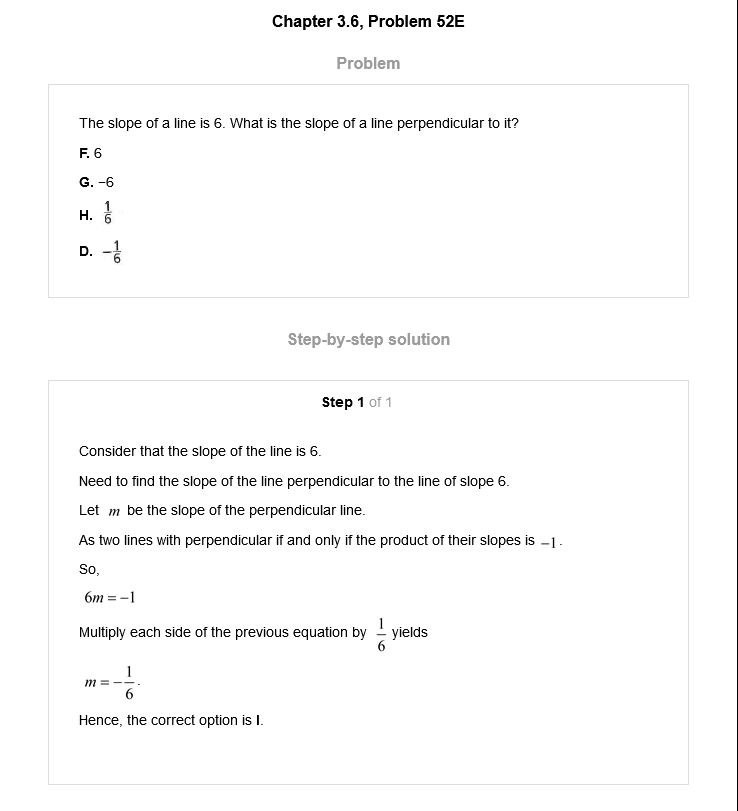 Chapter 3.6, Problem 52E
Problem
The slope of a line is 6. What is the slope of a line perpendicular to it?
F. 6
G. −6
H. 1/6
D. −1/6
Step-by-step solution
Step 1 of 1
Consider that the slope of the line is 6.
Need to find the slope of the line perpendicular to the line of slope 6.
Let m be the slope of the perpendicular line.
As two lines with perpendicular if and only if the product of their slopes is −1.
So,
6m = −1
Multiply each side of the previous equation by 1/6 yields
m = −1/6.
Hence, the correct option is I.